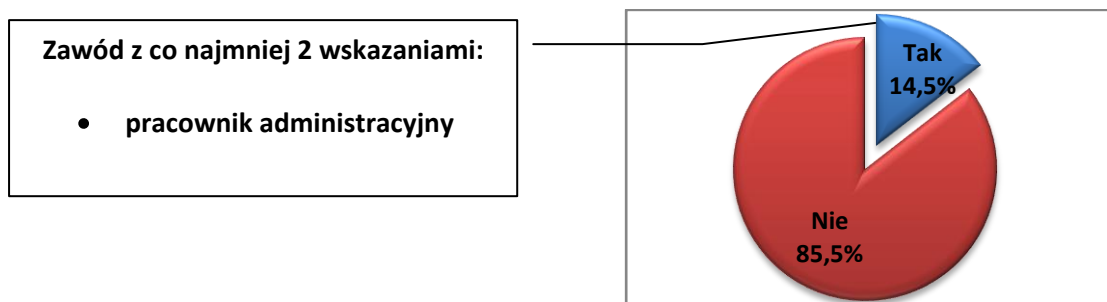 Zawód z co najmniej 2 wskazaniami:
• pracownik administracyjny
Tak
14,5%
Nie
85,5%